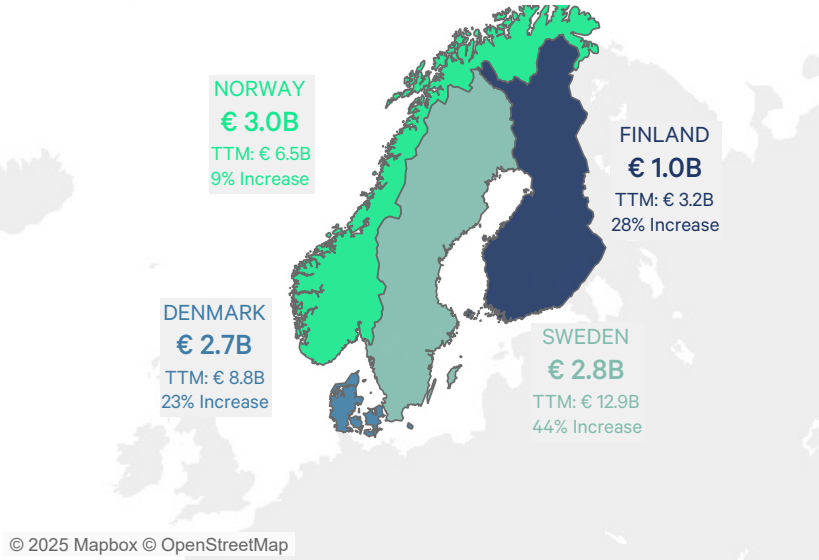 NORWAY
€ 3.0B
TTM: € 6.5B
9% Increase
FINLAND
€ 1.0B
TTM: € 3.2B
28% Increase
DENMARK
€ 2.7B
TTM: € 8.8B
23% Increase
SWEDEN
€ 2.8B
TTM: € 12.9B
44% Increase
© 2025 Mapbox © OpenStreetMap